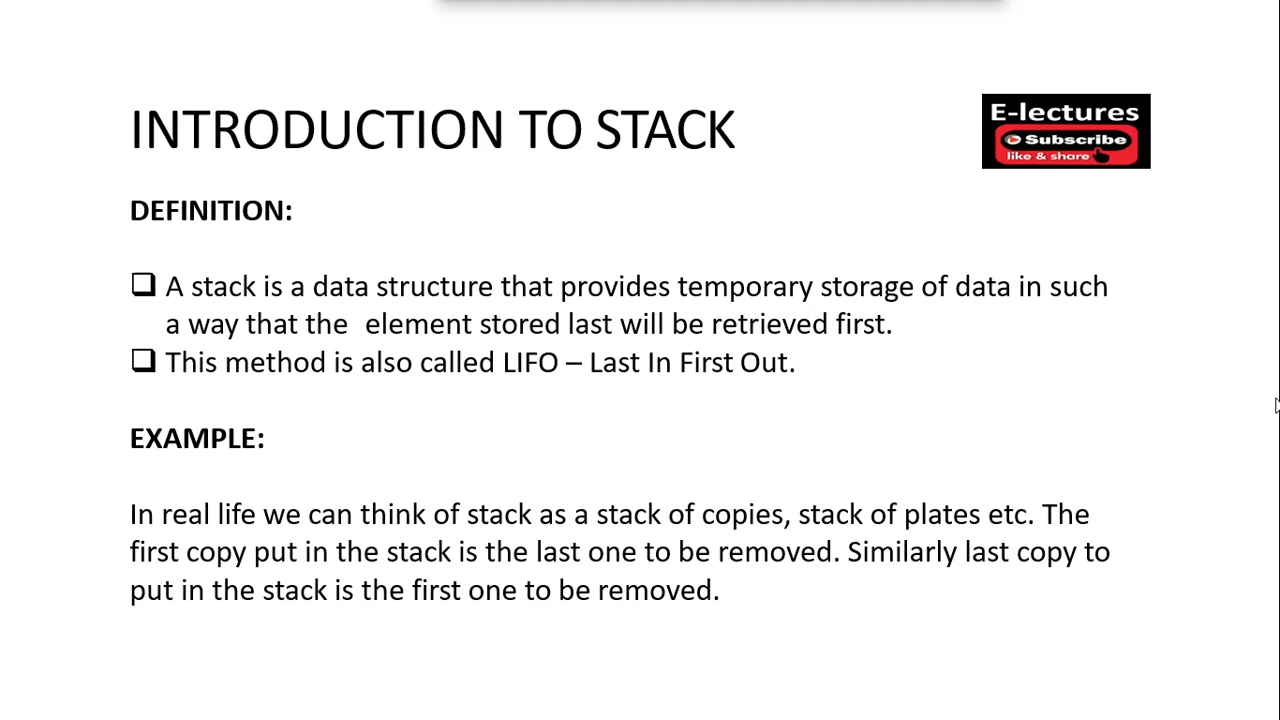 INTRODUCTION TO STACK
E-lectures
Subscribe
like & share
DEFINITION:
A stack is a data structure that provides temporary storage of data in such
a way that the element stored last will be retrieved first.
This method is also called LIFO – Last In First Out.
EXAMPLE:
In real life we can think of stack as a stack of copies, stack of plates etc. The
first copy put in the stack is the last one to be removed. Similarly last copy to
put in the stack is the first one to be removed.